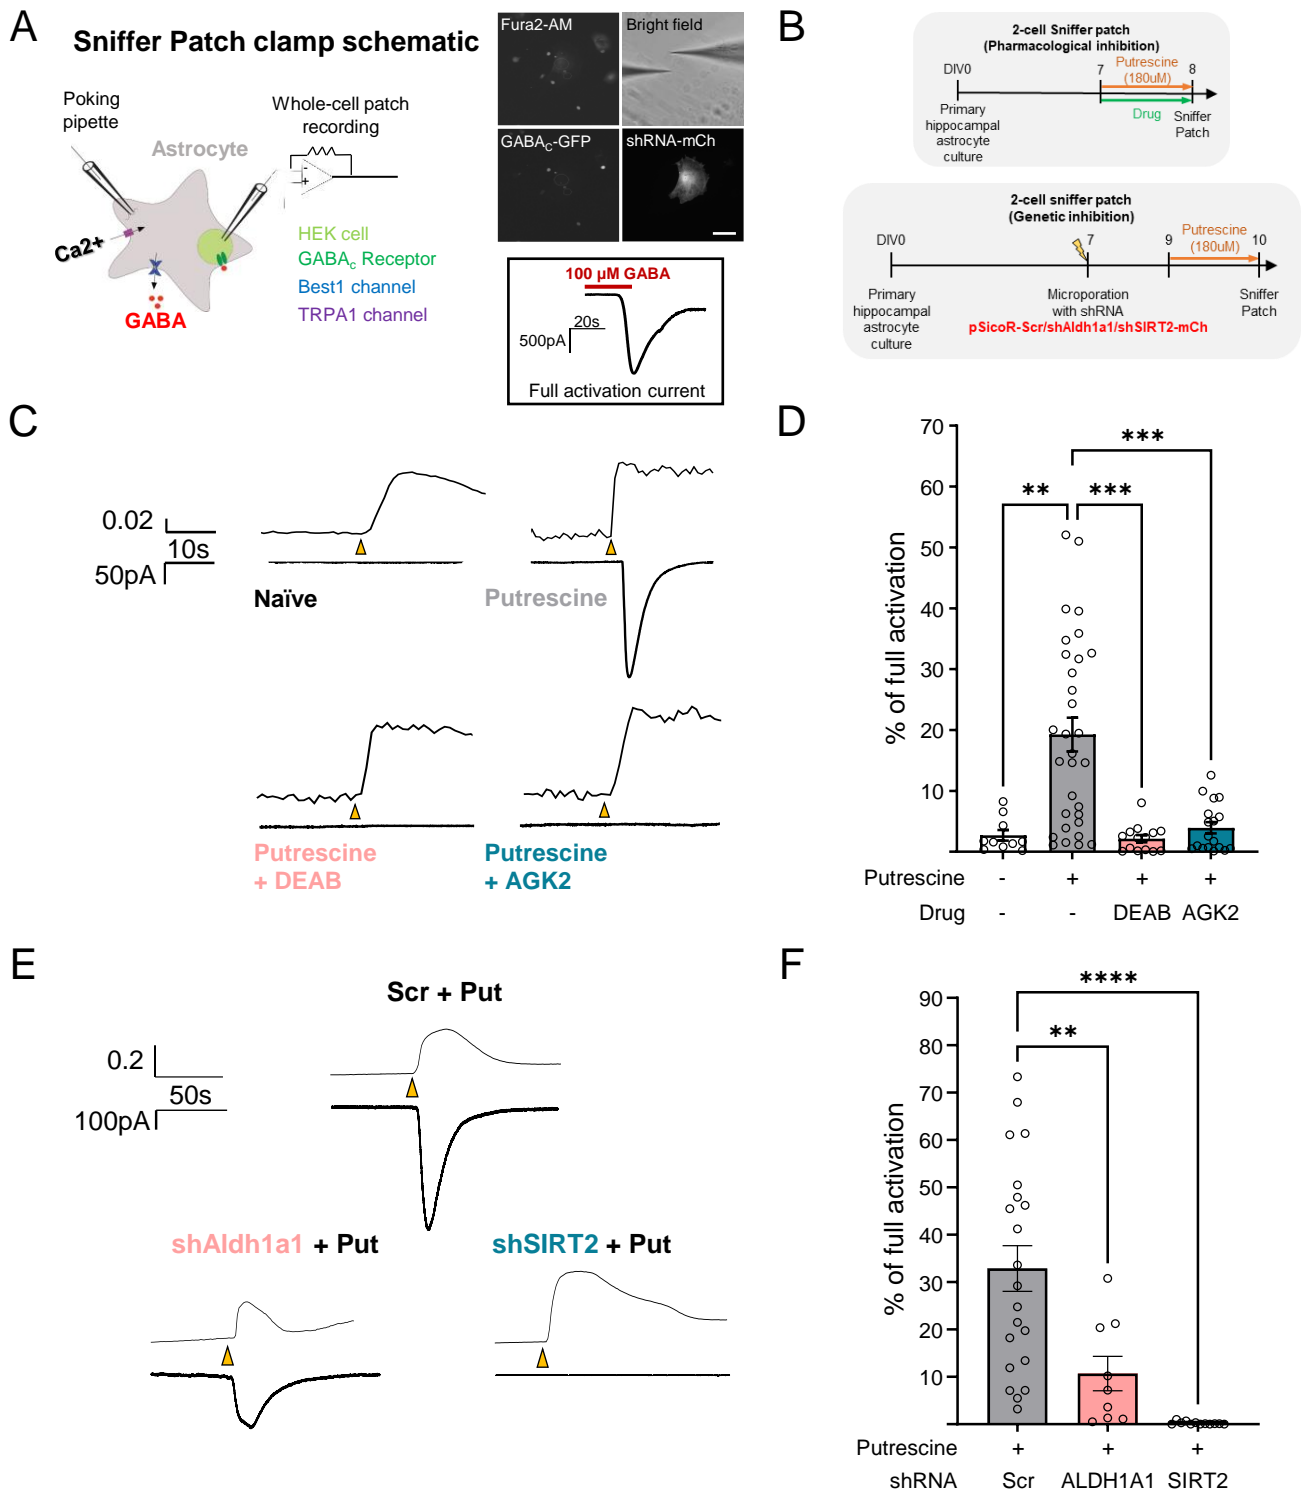 A
Sniffer Patch clamp schematic
Poking
pipette
Whole-cell patch
recording
Astrocyte
-
+
Ca2+
GABA
HEK cell
GABAc Receptor
Best1 channel
TRPA1 channel
Fura2-AM
Bright field
GABAC-GFP
shRNA-mCh
100 µM GABA
20s
500pA
Full activation current
B
2-cell Sniffer patch
(Pharmacological inhibition)
DIV0
7
Putrescine
(180uM)
8
Primary
hippocampal
astrocyte
culture
Drug
Sniffer
Patch
2-cell sniffer patch
(Genetic inhibition)
DIV0
7
9
Putrescine
(180uM)
10
Primary
hippocampal
astrocyte
culture
Microporation
with shRNA
pSicoR-Scr/shAldh1a1/shSIRT2-mCh
Sniffer
Patch
C
0.02
10s
50pA
Naïve
Putrescine
Putrescine
+ DEAB
Putrescine
+ AGK2
D
% of full activation
70
60
50
40
30
20
10
**
***
***
Putrescine - + + +
Drug - - DEAB AGK2
E
Scr + Put
0.2
50s
100pA
shAldh1a1 + Put
shSIRT2 + Put
F
% of full activation
90
80
70
60
50
40
30
20
10
****
**
Putrescine + + +
shRNA Scr ALDH1A1 SIRT2